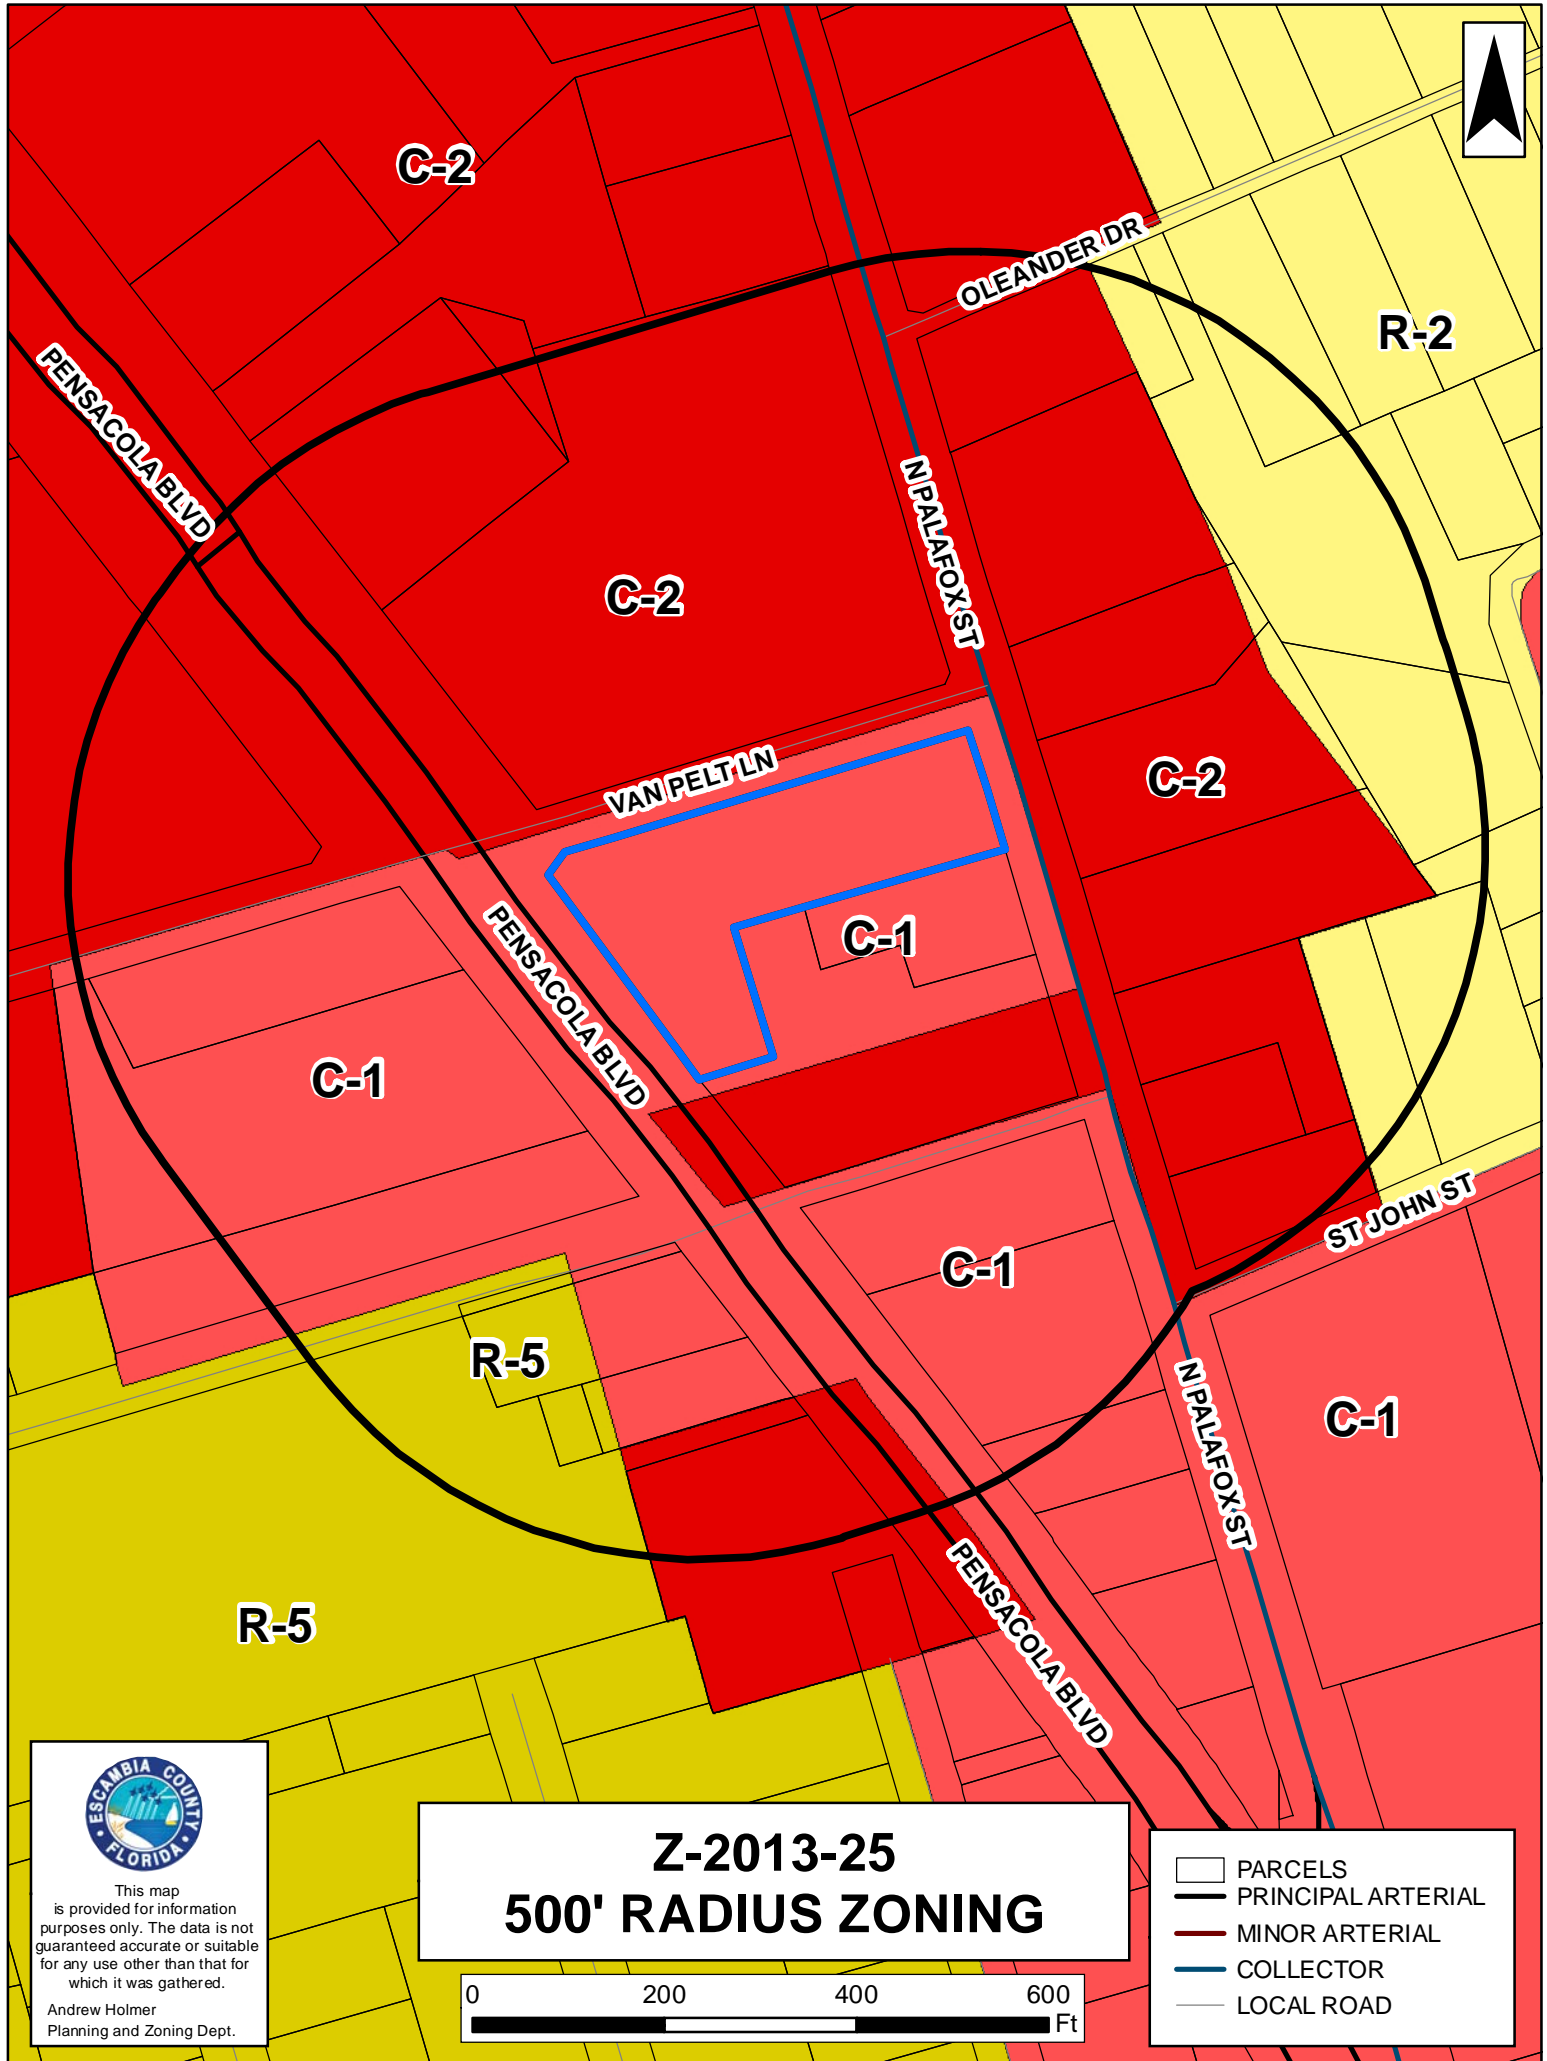 C-2
OLEANDER DR
R-2
PENSACOLA BLVD
N PALAFOX ST
C-2
VAN PELT LN
C-2
PENSACOLA BLVD
C-1
C-1
ST JOHN ST
C-1
R-5
N PALAFOX ST
C-1
PENSACOLA BLVD
R-5
ESCAMBIA COUNTY
FLORIDA
This map
is provided for information
purposes only. The data is not
guaranteed accurate or suitable
for any use other than that for
which it was gathered.
Andrew Holmer
Planning and Zoning Dept.
Z-2013-25
500' RADIUS ZONING
0 200 400 600
Ft
PARCELS
PRINCIPAL ARTERIAL
MINOR ARTERIAL
COLLECTOR
LOCAL ROAD